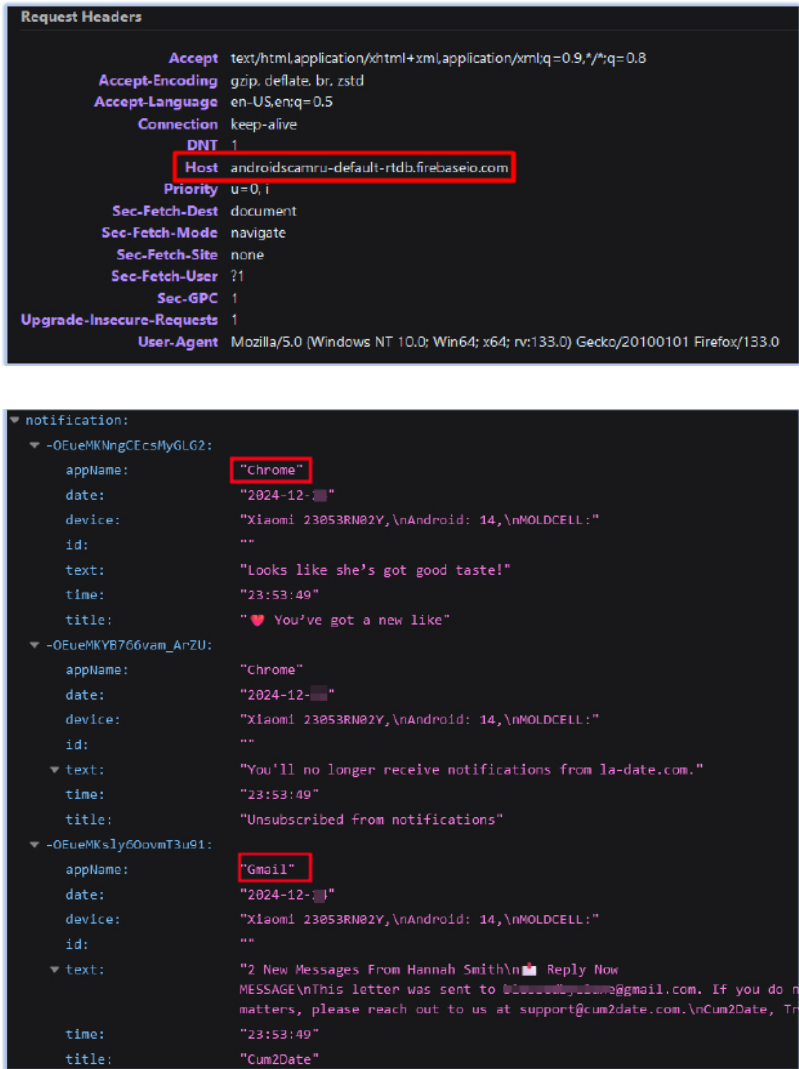 Request Headers
Accept text/html,application/xhtml+xml,application/xml;q=0.9,*/*;q=0.8
Accept-Encoding gzip, deflate, br, zstd
Accept-Language en-US,en;q=0.5
Connection keep-alive
DNT 1
Host androidscamru-default-rtdb.firebaseio.com
Priority u=0, i
Sec-Fetch-Dest document
Sec-Fetch-Mode navigate
Sec-Fetch-Site none
Sec-Fetch-User ?1
Sec-GPC 1
Upgrade-Insecure-Requests 1
User-Agent Mozilla/5.0 (Windows NT 10.0; Win64; x64; rv:133.0) Gecko/20100101 Firefox/133.0
notification:
-OEueMKNngCEcsMyGLG2:
appName: "Chrome"
date: "2024-12-"
device: "Xiaomi 23053RN02Y,\nAndroid: 14,\nMOLDCELL:"
id: ""
text: "Looks like she’s got good taste!"
time: "23:53:49"
title: "💖 You’ve got a new like"
-OEueMKYB766vam_ArZU:
appName: "Chrome"
date: "2024-12-"
device: "Xiaomi 23053RN02Y,\nAndroid: 14,\nMOLDCELL:"
id: ""
text: "You'll no longer receive notifications from la-date.com."
time: "23:53:49"
title: "Unsubscribed from notifications"
-OEueMKsly6OovmT3u91:
appName: "Gmail"
date: "2024-12-"
device: "Xiaomi 23053RN02Y,\nAndroid: 14,\nMOLDCELL:"
id: ""
text: "2 New Messages From Hannah Smith\n📩 Reply Now
MESSAGE\nThis letter was sent to @gmail.com. If you do n
matters, please reach out to us at support@cum2date.com.\nCum2Date, Tr
time: "23:53:49"
title: "Cum2Date"